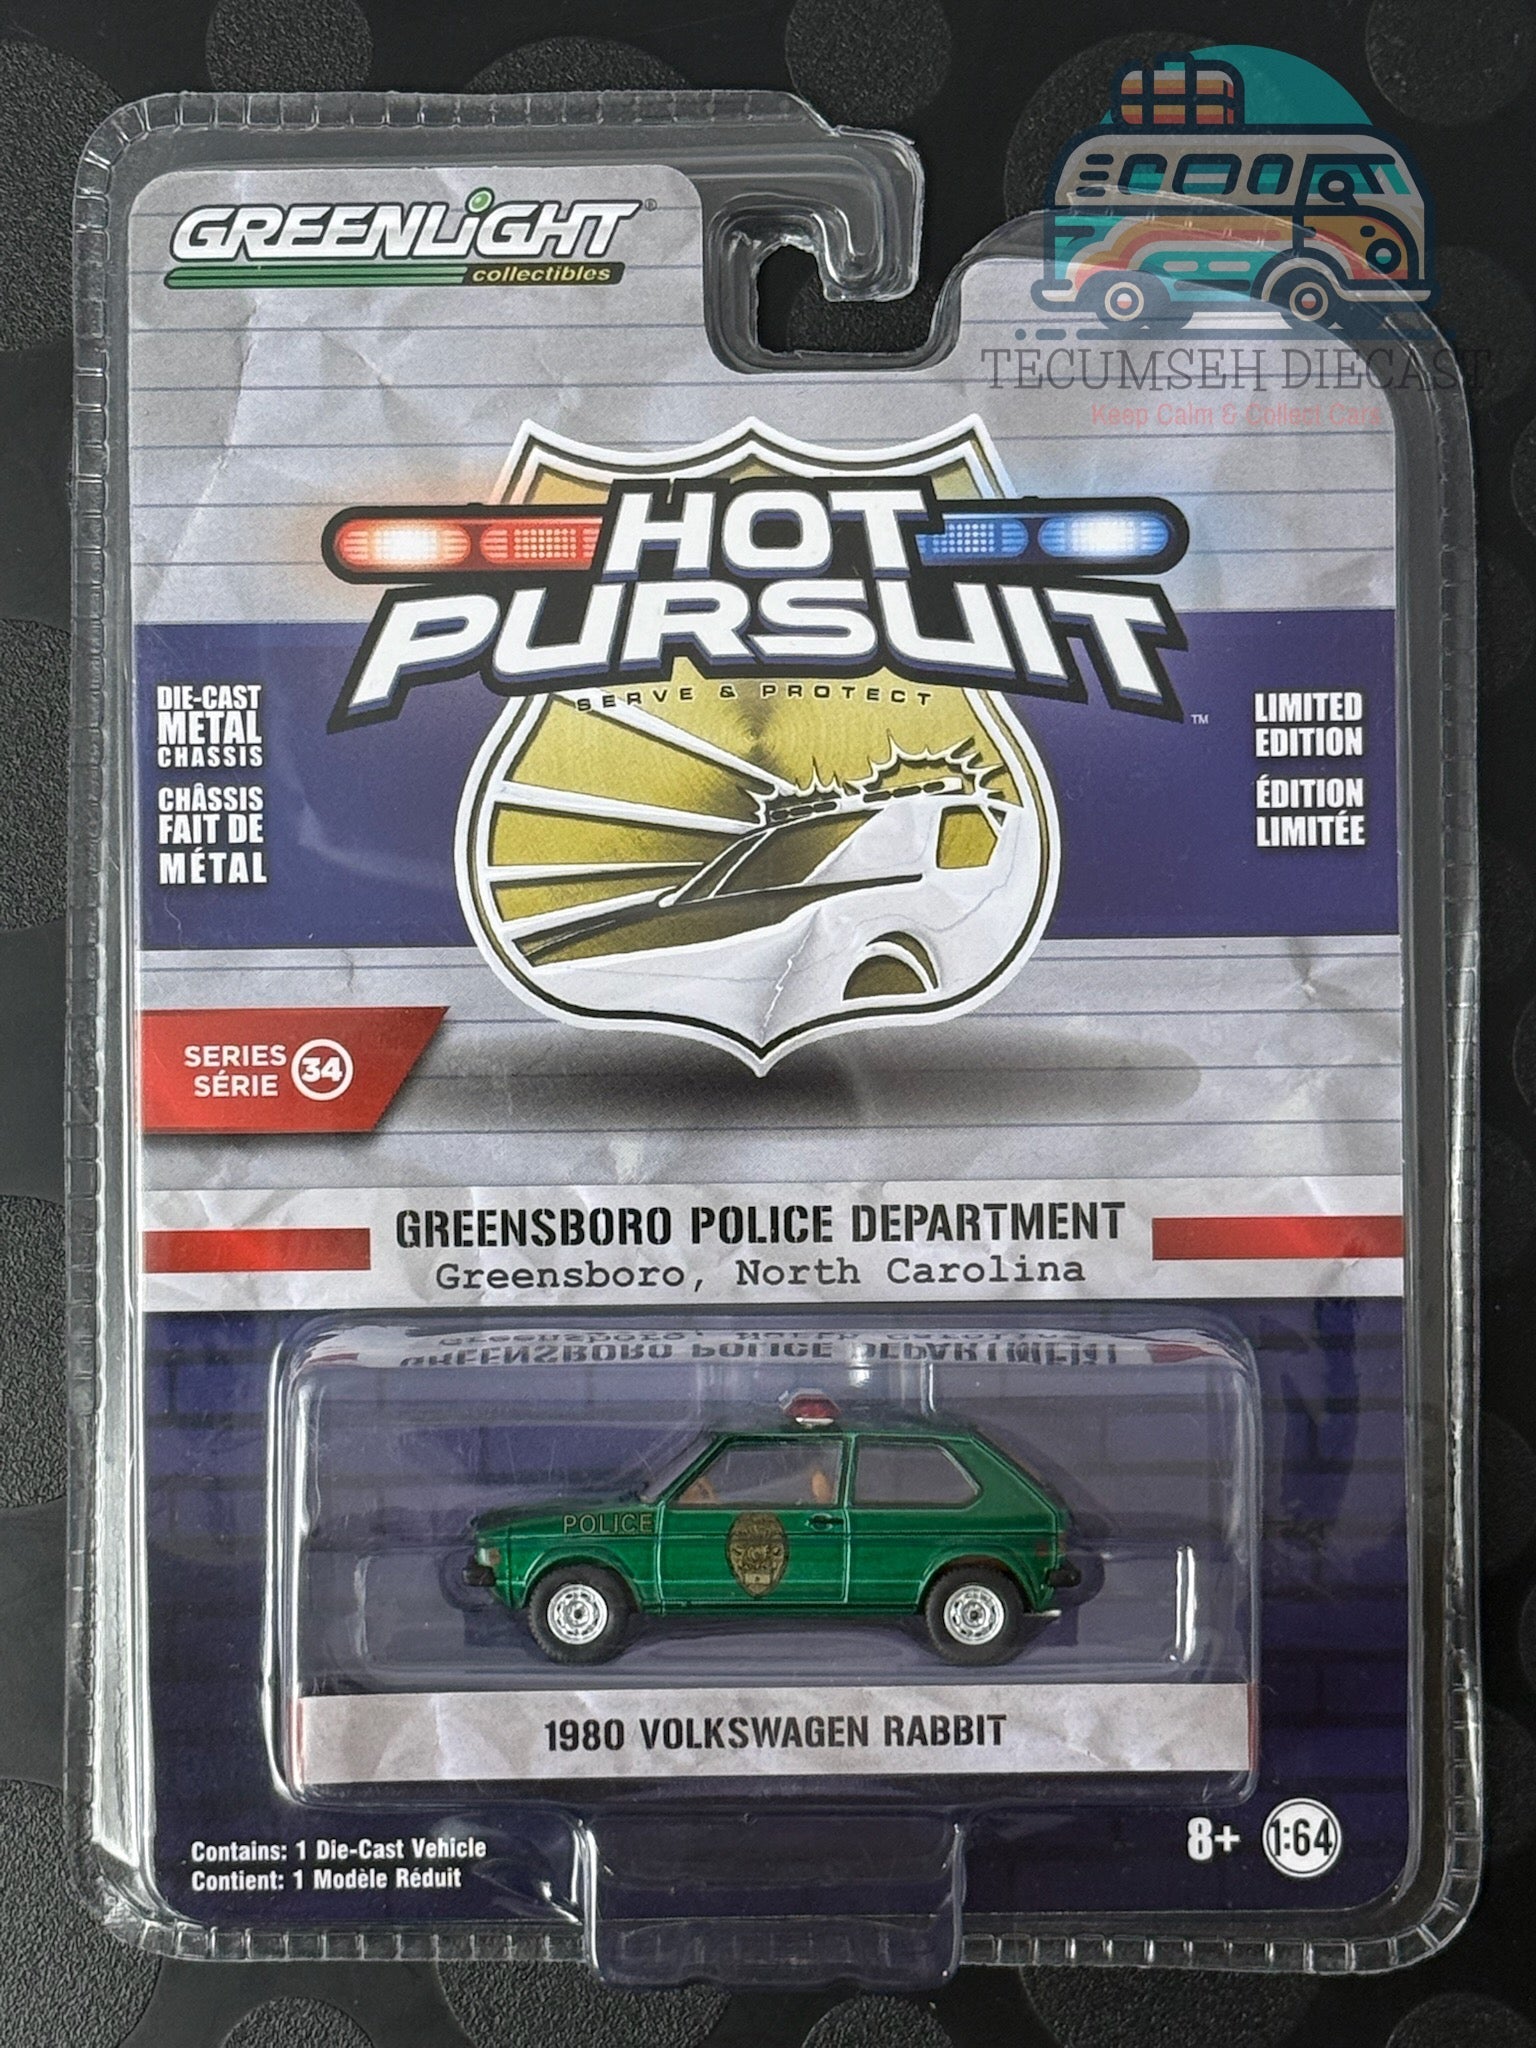 GREENLIGHT®
collectibles
TECUMSEH DIECAST
Keep Calm & Collect Cars
HOT
PURSUIT™
SERVE & PROTECT
DIE-CAST
METAL
CHASSIS
CHÂSSIS
FAIT DE
MÉTAL
LIMITED
EDITION
ÉDITION
LIMITÉE
SERIES 34
SÉRIE
GREENSBORO POLICE DEPARTMENT
Greensboro, North Carolina
POLICE
1980 VOLKSWAGEN RABBIT
Contains: 1 Die-Cast Vehicle
Contient: 1 Modèle Réduit
8+ 1:64